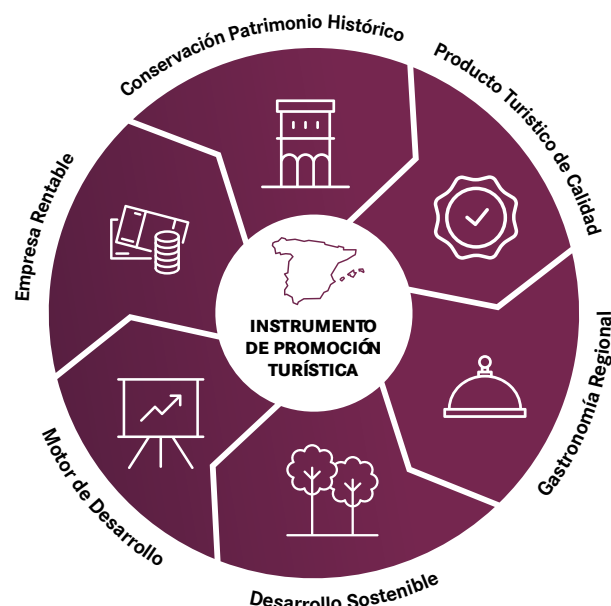 Conservación Patrimonio Histórico
Producto Turistico de Calidad
Gastronomía Regional
Desarrollo Sostenible
Motor de Desarrollo
Empresa Rentable
INSTRUMENTO
DE PROMOCIÓN
TURÍSTICA